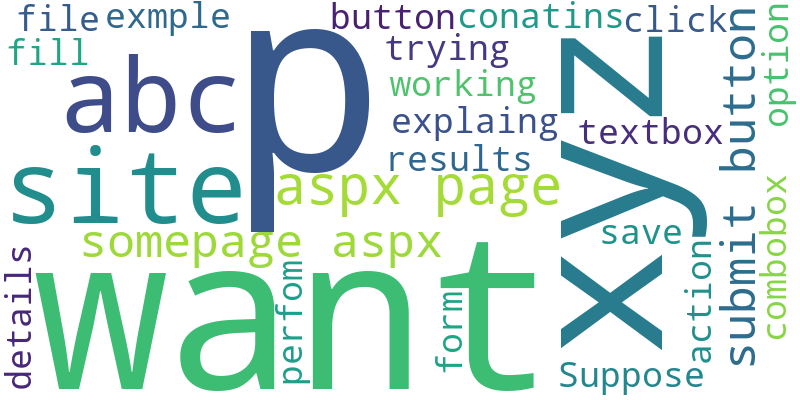 file
exmple
button
conatins
click
fill
trying
abc
p
working
explaing
xyz
textbox
submit button
option
results
site
aspx page
somepage aspx
save
combobox
details
want
perfom
form
action
Suppose